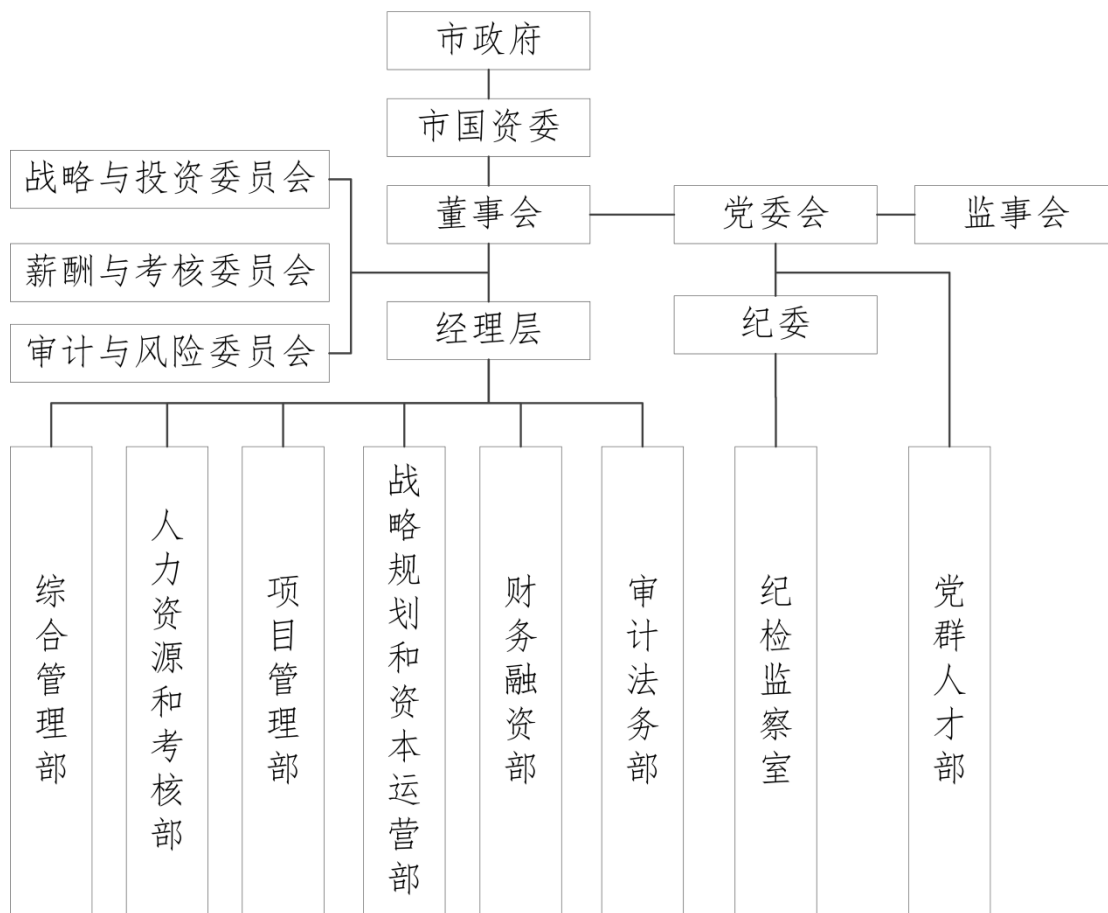 市政府
市国资委
战略与投资委员会
董事会
党委会
监事会
薪酬与考核委员会
审计与风险委员会
经理层
纪委
综合管理部
人力资源和考核部
项目管理部
战略规划和资本运营部
财务融资部
审计法务部
纪检监察室
党群人才部